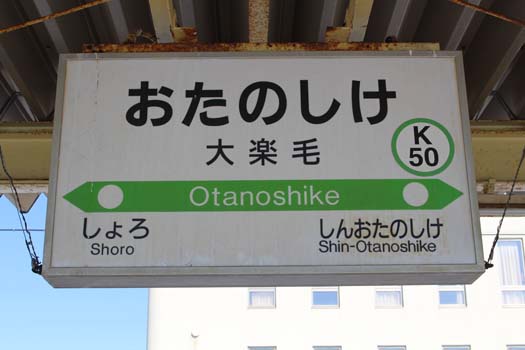 おたのしけ
大楽毛
K
50
Otanoshike
しょろ
Shoro
しんおたのしけ
Shin-Otanoshike